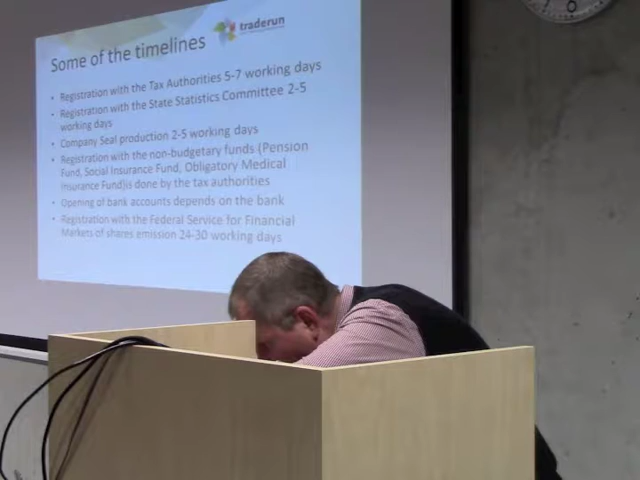 traderun
Some of the timelines
• Registration with the Tax Authorities 5-7 working days
• Registration with the State Statistics Committee 2-5
working days
• Company Seal production 2-5 working days
• Registration with the non-budgetary funds (Pension
Fund, Social Insurance Fund, Obligatory Medical
Insurance Fund)is done by the tax authorities
• Opening of bank accounts depends on the bank
• Registration with the Federal Service for Financial
Markets of shares emission 24-30 working days